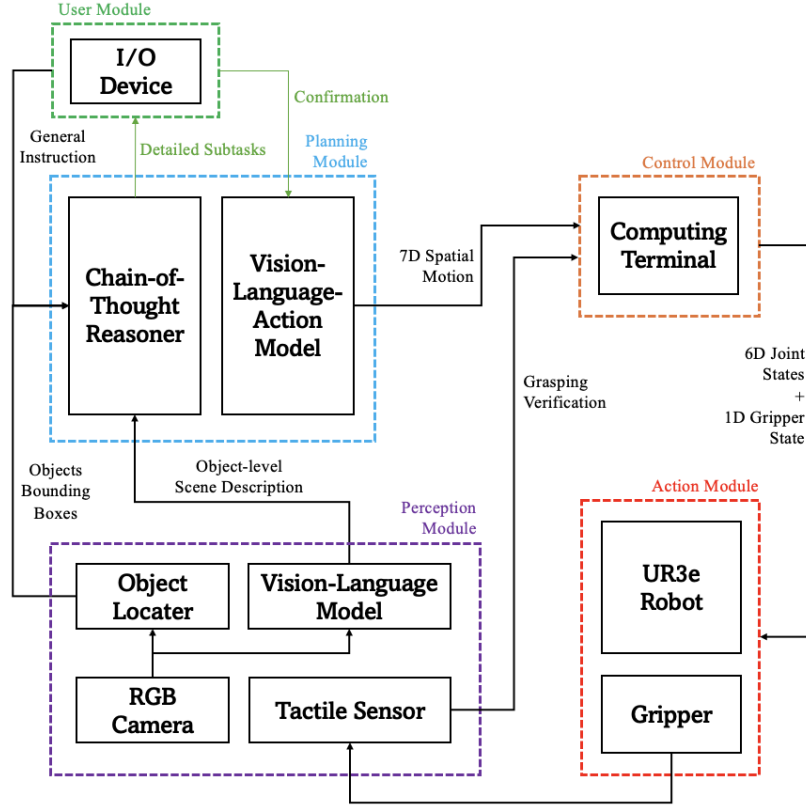 User Module
I/O
Device
General
Instruction
Detailed Subtasks
Confirmation
Planning
Module
Chain-of-
Thought
Reasoner
Vision-
Language-
Action
Model
7D Spatial
Motion
Control Module
Computing
Terminal
Grasping
Verification
6D Joint
States
+
1D Gripper
State
Objects
Bounding
Boxes
Object-level
Scene Description
Perception
Module
Object
Locater
Vision-Language
Model
RGB
Camera
Tactile Sensor
Action Module
UR3e
Robot
Gripper